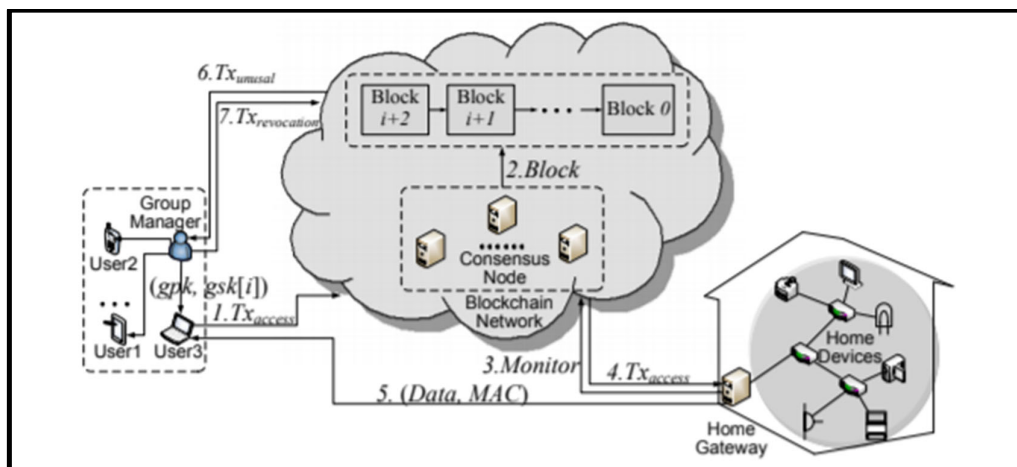 6.Tx_unusal
7.Tx_revocation
Block
i+2
Block
i+1
...
Block 0
2.Block
......
Consensus
Node
Blockchain
Network
Group
Manager
User2
(gpk, gsk[i])
...
1.Tx_access
User1
User3
3.Monitor
4.Tx_access
5. (Data, MAC)
Home
Devices
Home
Gateway